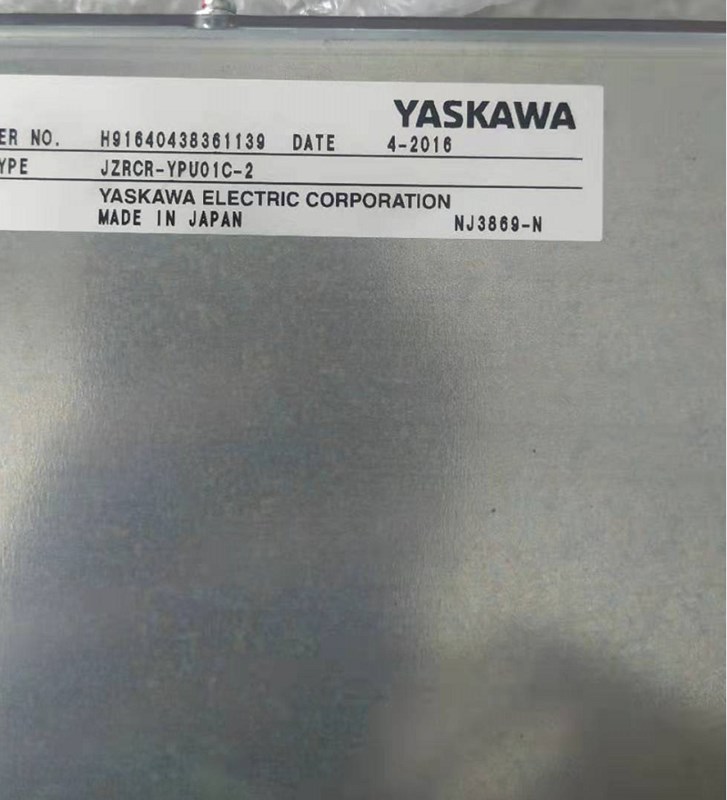 YASKAWA
ER NO. H91640438361139 DATE 4-2016
YPE JZRCR-YPU01C-2
YASKAWA ELECTRIC CORPORATION
MADE IN JAPAN NJ3869-N